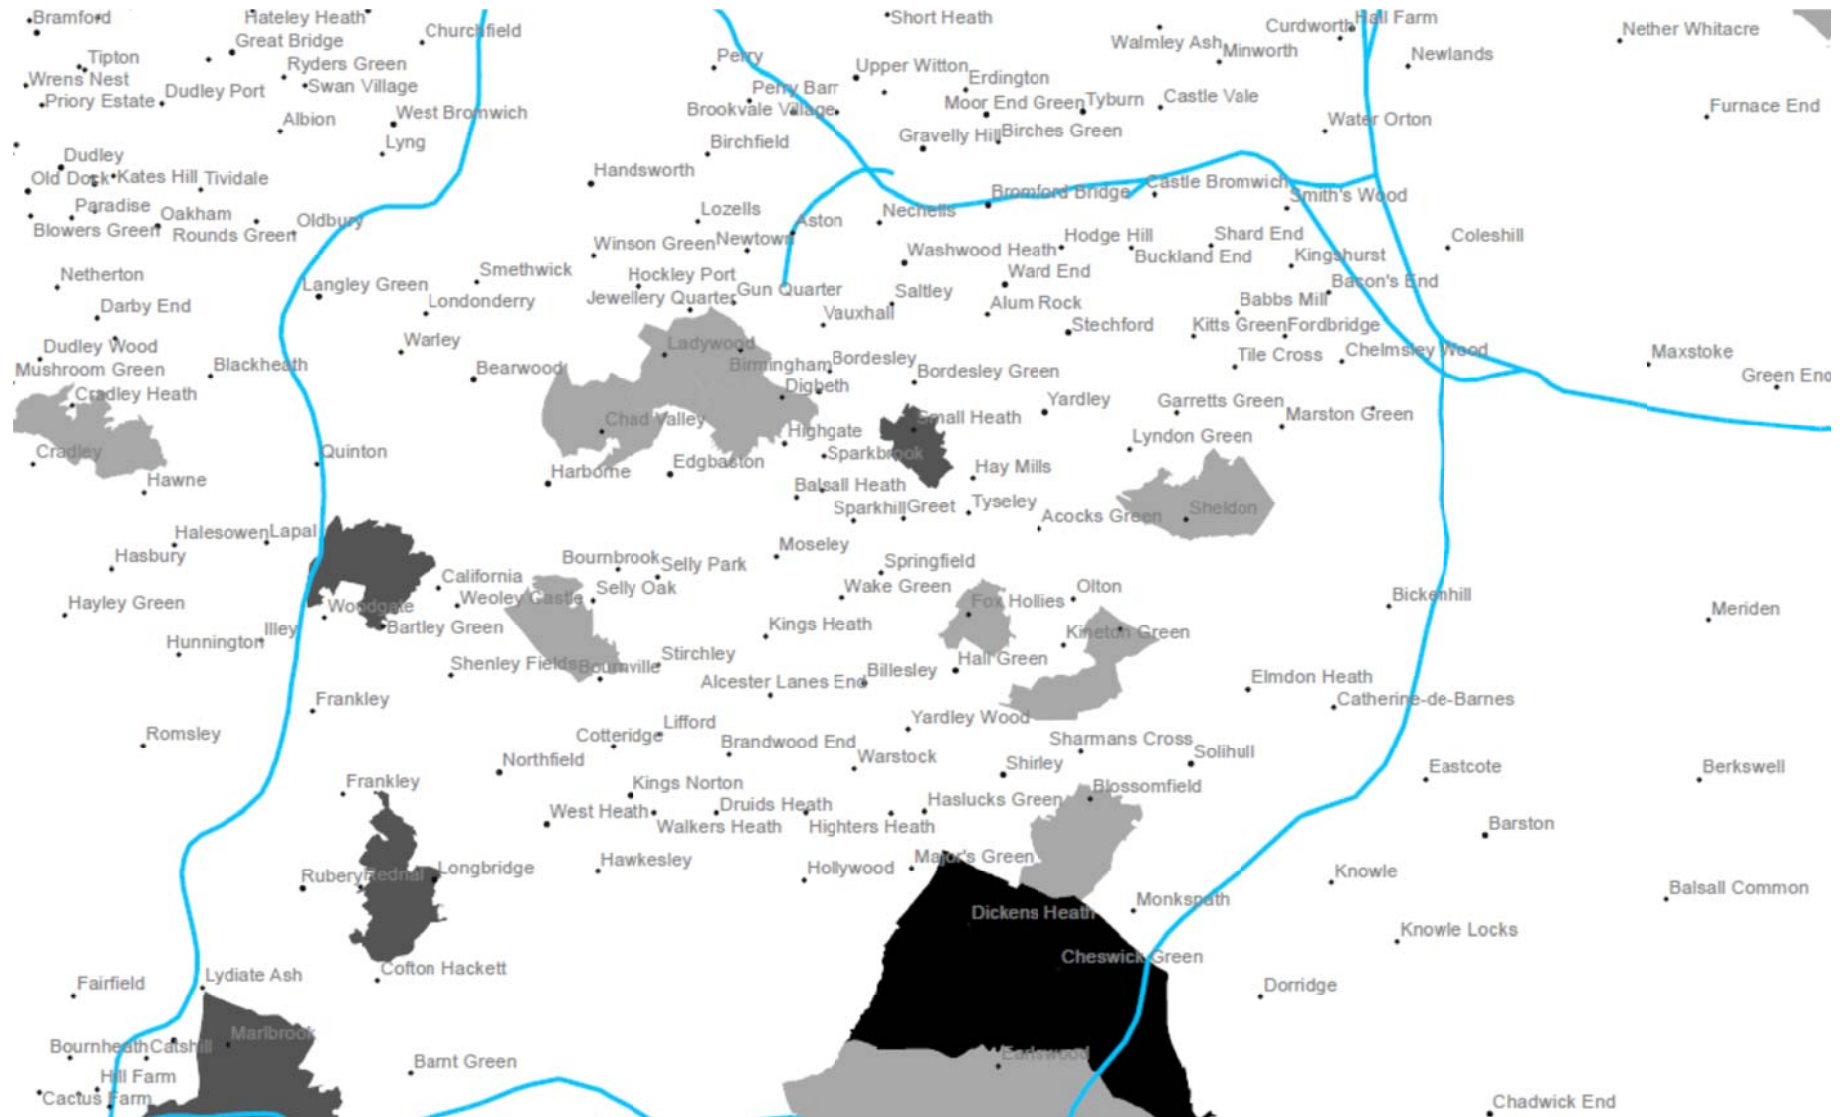 Bramford
Hateley Heath
Churchfield
Short Heath
Curdworth
Hall Farm
Nether Whitacre
Great Bridge
Walmley Ash
Minworth
Newlands
Tipton
Ryders Green
Perry
Upper Witton
Erdington
Wrens Nest
Swan Village
Perry Barr
Priory Estate
Dudley Port
Moor End Green
Tyburn
Castle Vale
Furnace End
Albion
West Bromwich
Brookvale Village
Water Orton
Lyng
Birchfield
Gravelly Hill
Birches Green
Dudley
Handsworth
Old Dock
Kates Hill
Tividale
Bromford Bridge
Castle Bromwich
Smith's Wood
Paradise
Oakham
Oldbury
Lozells
Aston
Nechells
Blowers Green
Rounds Green
Winson Green
Newtown
Washwood Heath
Hodge Hill
Shard End
Coleshill
Buckland End
Kingshurst
Netherton
Smethwick
Hockley Port
Ward End
Bacon's End
Langley Green
Jewellery Quarter
Gun Quarter
Saltley
Darby End
Londonderry
Vauxhall
Alum Rock
Babbs Mill
Stechford
Kitts Green
Fordbridge
Dudley Wood
Warley
Ladywood
Tile Cross
Chelmsley Wood
Maxstoke
Mushroom Green
Blackheath
Bearwood
Birmingham
Bordesley
Bordesley Green
Green End
Cradley Heath
Digbeth
Yardley
Garretts Green
Marston Green
Chad Valley
Highgate
Small Heath
Lyndon Green
Cradley
Quinton
Harborne
Edgbaston
Sparkbrook
Hay Mills
Hawne
Balsall Heath
Sparkhill
Greet
Tyseley
Acocks Green
Sheldon
Halesowen
Lapal
Hasbury
Bournbrook
Selly Park
Moseley
Springfield
California
Weoley Castle
Selly Oak
Wake Green
Olton
Bickenhill
Hayley Green
Woodgate
Fox Hollies
Meriden
Hunnington
Illey
Bartley Green
Kings Heath
Kineton Green
Shenley Fields
Bournville
Stirchley
Billesley
Hall Green
Alcester Lanes End
Elmdon Heath
Frankley
Catherine-de-Barnes
Romsley
Lifford
Yardley Wood
Cotteridge
Brandwood End
Warstock
Sharmans Cross
Solihull
Northfield
Shirley
Eastcote
Berkswell
Frankley
Kings Norton
Blossomfield
West Heath
Druids Heath
Haslucks Green
Walkers Heath
Highters Heath
Barston
Rubery
Rednal
Longbridge
Hawkesley
Hollywood
Major's Green
Knowle
Balsall Common
Dickens Heath
Monkspath
Knowle Locks
Cheswick Green
Fairfield
Lydiate Ash
Cofton Hackett
Dorridge
Marlbrook
Bournheath
Catshill
Barnt Green
Earlswood
Hill Farm
Cactus Farm
Chadwick End